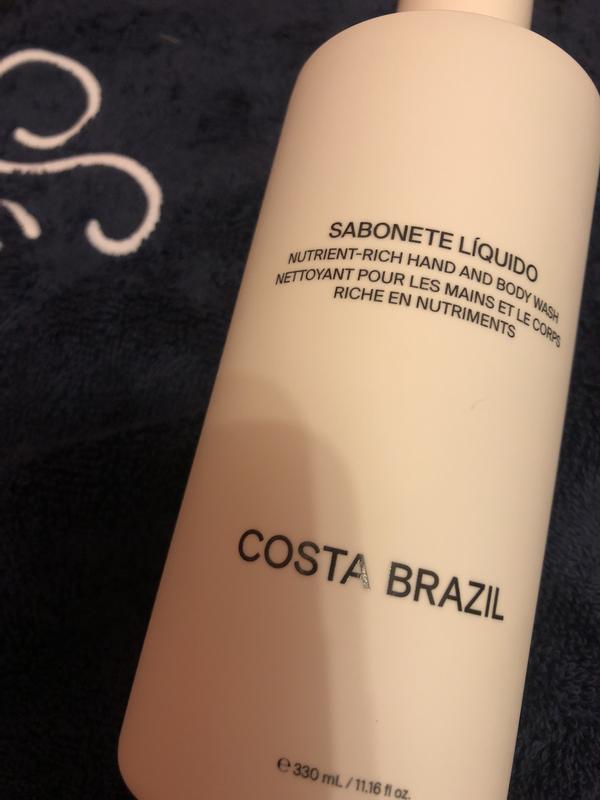 SABONETE LÍQUIDO
NUTRIENT-RICH HAND AND BODY WASH
NETTOYANT POUR LES MAINS ET LE CORPS
RICHE EN NUTRIMENTS
COSTA BRAZIL
℮ 330 mL / 11.16 fl oz.